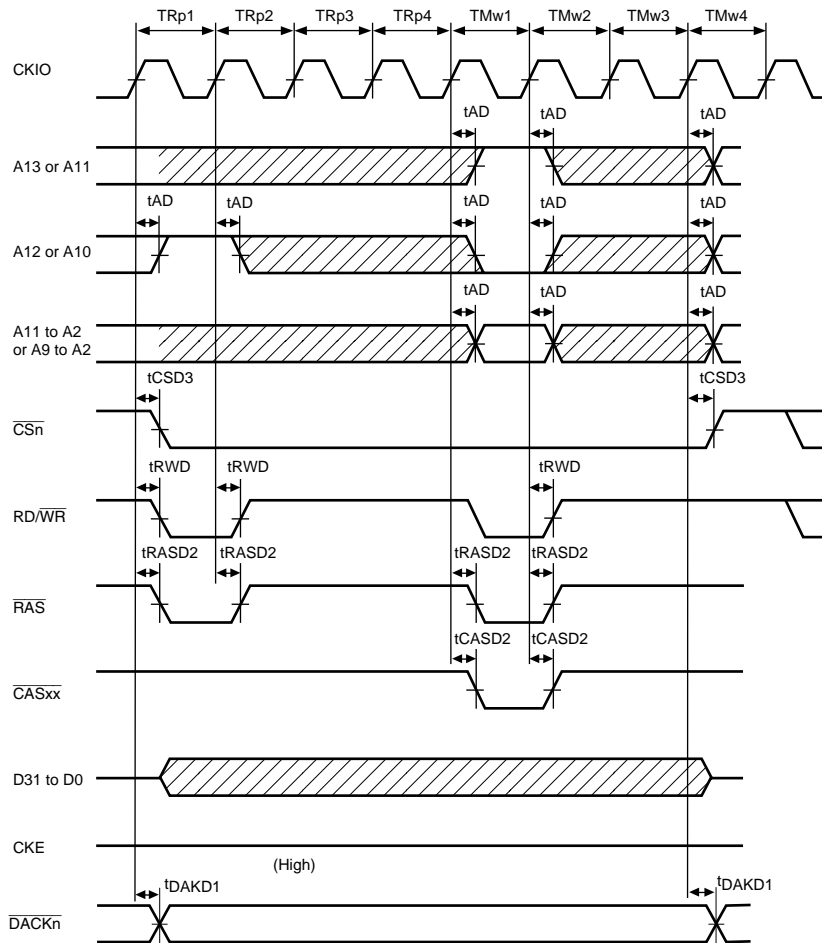 TRp1 TRp2 TRp3 TRp4 TMw1 TMw2 TMw3 TMw4
CKIO
tAD tAD tAD
A13 or A11
tAD tAD tAD tAD tAD
A12 or A10
tAD tAD tAD
A11 to A2
or A9 to A2
tCSD3 tCSD3
CSn
tRWD tRWD tRWD
RD/WR
tRASD2 tRASD2 tRASD2 tRASD2
RAS
tCASD2 tCASD2
CASxx
D31 to D0
CKE
(High)
tDAKD1 tDAKD1
DACKn